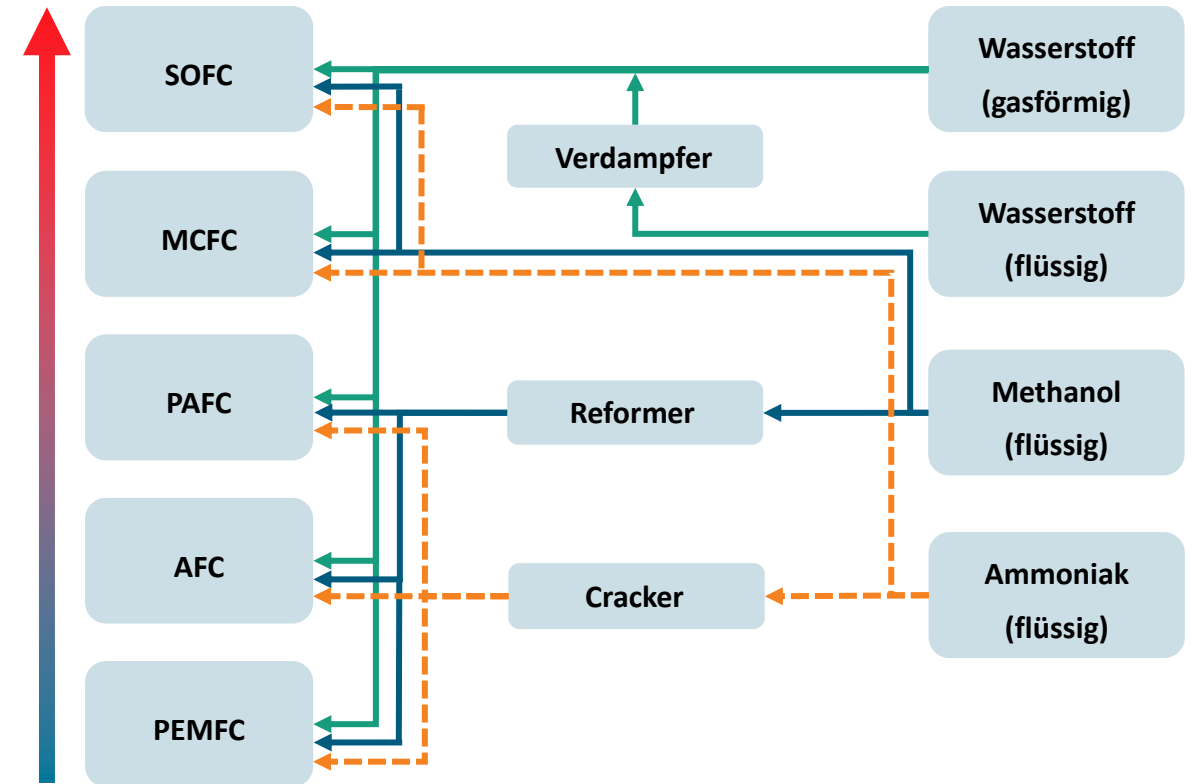 SOFC
MCFC
PAFC
AFC
PEMFC
Verdampfer
Reformer
Cracker
Wasserstoff
(gasförmig)
Wasserstoff
(flüssig)
Methanol
(flüssig)
Ammoniak
(flüssig)